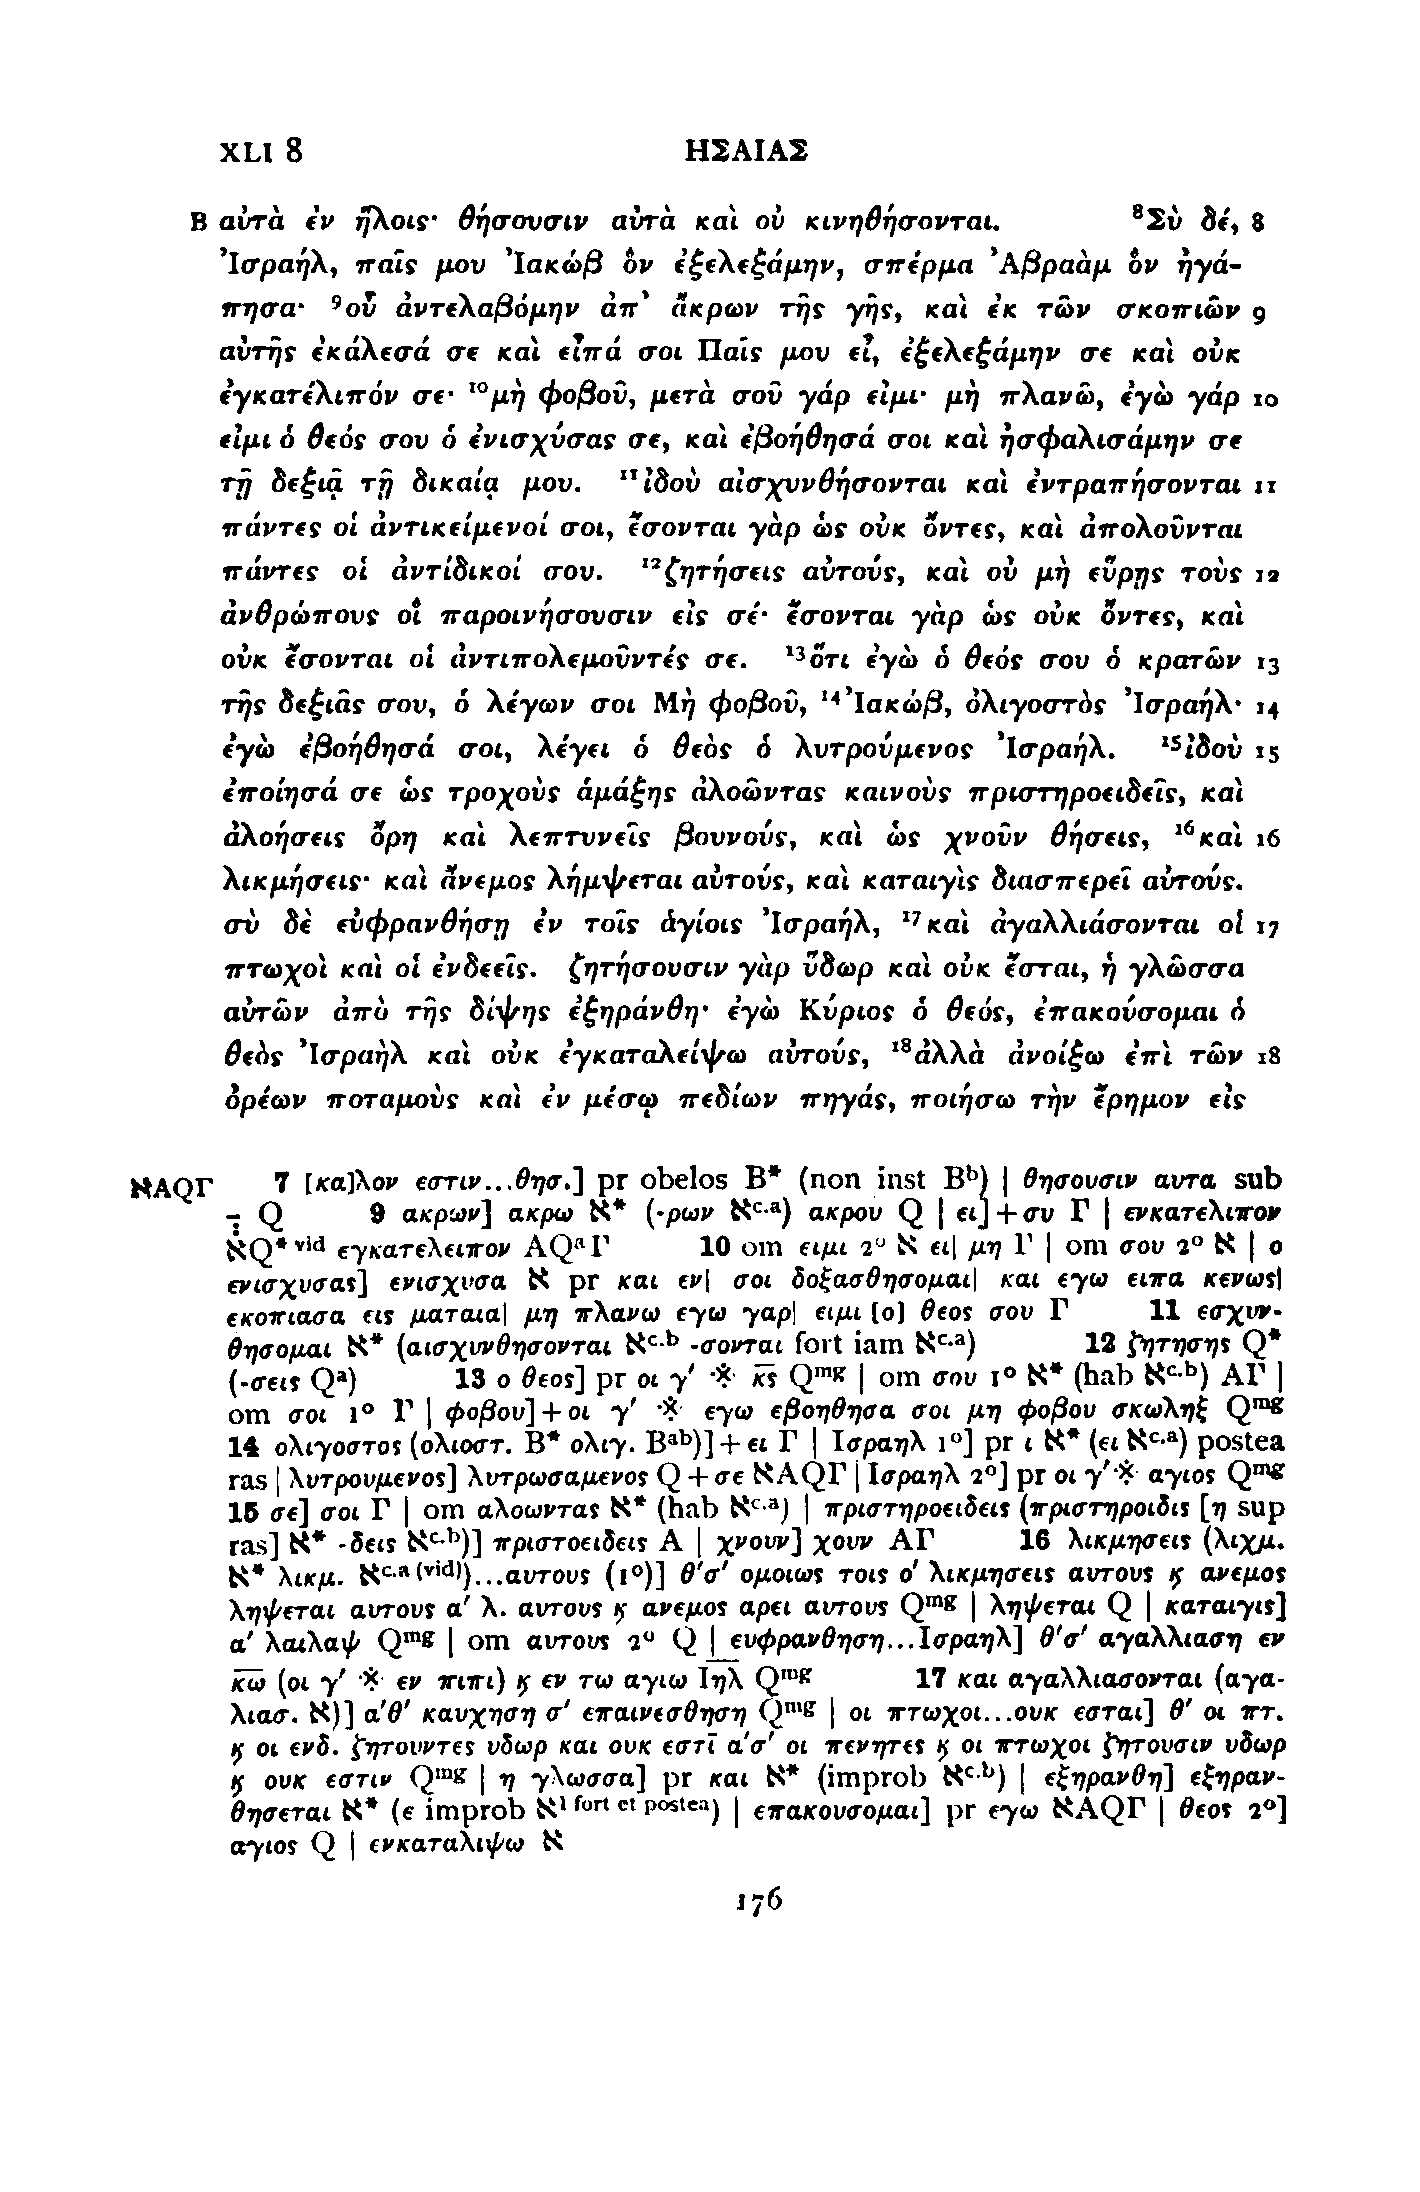 XLI 8 ΗΣΑΙΑΣ
B αὐτὰ ἐν ἥλοις· θήσουσιν αὐτὰ καὶ οὐ κινηθήσονται. ⁸Σὺ δέ, 8
Ἰσραήλ, παῖς μου Ἰακώβ ὃν ἐξελεξάμην, σπέρμα Ἀβραὰμ ὃν ἠγά-
πησα· ⁹οὗ ἀντελαβόμην ἀπ᾽ ἄκρων τῆς γῆς, καὶ ἐκ τῶν σκοπιῶν 9
αὐτῆς ἐκάλεσά σε καὶ εἶπά σοι Παῖς μου εἶ, ἐξελεξάμην σε καὶ οὐκ
ἐγκατέλιπόν σε· ¹⁰μὴ φοβοῦ, μετὰ σοῦ γάρ εἰμι· μὴ πλανῶ, ἐγὼ γάρ 10
εἰμι ὁ θεός σου ὁ ἐνισχύσας σε, καὶ ἐβοήθησά σοι καὶ ἠσφαλισάμην σε
τῇ δεξιᾷ τῇ δικαίᾳ μου. ¹¹ἰδοὺ αἰσχυνθήσονται καὶ ἐντραπήσονται 11
πάντες οἱ ἀντικείμενοί σοι, ἔσονται γὰρ ὡς οὐκ ὄντες, καὶ ἀπολοῦνται
πάντες οἱ ἀντίδικοί σου. ¹²ζητήσεις αὐτούς, καὶ οὐ μὴ εὕρῃς τοὺς 12
ἀνθρώπους οἳ παροινήσουσιν εἰς σέ· ἔσονται γὰρ ὡς οὐκ ὄντες, καὶ
οὐκ ἔσονται οἱ ἀντιπολεμοῦντές σε. ¹³ὅτι ἐγὼ ὁ θεός σου ὁ κρατῶν 13
τῆς δεξιᾶς σου, ὁ λέγων σοι Μὴ φοβοῦ, ¹⁴Ἰακώβ, ὀλιγοστὸς Ἰσραήλ· 14
ἐγὼ ἐβοήθησά σοι, λέγει ὁ θεὸς ὁ λυτρούμενος Ἰσραήλ. ¹⁵ἰδοὺ 15
ἐποίησά σε ὡς τροχοὺς ἁμάξης ἀλοῶντας καινοὺς πριστηροειδεῖς, καὶ
ἀλοήσεις ὄρη καὶ λεπτυνεῖς βουνούς, καὶ ὡς χνοῦν θήσεις, ¹⁶καὶ 16
λικμήσεις· καὶ ἄνεμος λήμψεται αὐτούς, καὶ καταιγὶς διασπερεῖ αὐτούς.
σὺ δὲ εὐφρανθήσῃ ἐν τοῖς ἁγίοις Ἰσραήλ, ¹⁷καὶ ἀγαλλιάσονται οἱ 17
πτωχοὶ καὶ οἱ ἐνδεεῖς. ζητήσουσιν γὰρ ὕδωρ καὶ οὐκ ἔσται, ἡ γλῶσσα
αὐτῶν ἀπὸ τῆς δίψης ἐξηράνθη· ἐγὼ Κύριος ὁ θεός, ἐπακούσομαι ὁ
θεὸς Ἰσραὴλ καὶ οὐκ ἐγκαταλείψω αὐτούς, ¹⁸ἀλλὰ ἀνοίξω ἐπὶ τῶν 18
ὀρέων ποταμοὺς καὶ ἐν μέσῳ πεδίων πηγάς, ποιήσω τὴν ἔρημον εἰς
ℵAQΓ 7 [κα]λον εστιν...θησ.] pr obelos B* (non inst Bᵇ) | θησουσιν αυτα sub
⨪ Q 9 ακρων] ακρω ℵ* (-ρων ℵᶜ·ᵃ) ακρου Q | ει]+συ Γ | ενκατελιπον
ℵQ*ᵛⁱᵈ εγκατελειπον AQᵃΓ 10 om ειμι 2º ℵ ει| μη Γ | om σου 2º ℵ | ο
ενισχυσας] ενισχυσα ℵ pr και εν| σοι δοξασθησομαι| και εγω ειπα κενως|
εκοπιασα εις ματαια| μη πλανω εγω γαρ| ειμι [ο] θεος σου Γ 11 εσχυν-
θησομαι ℵ* (αισχυνθησονται ℵᶜ·ᵇ -σονται fort iam ℵᶜ·ᵃ) 12 ζητησης Q*
(-σεις Qᵃ) 13 ο θεος] pr οι γ′ ※ κ̅ς̅ Qᵐᵍ | om σου 1º ℵ* (hab ℵᶜ·ᵇ) AΓ |
om σοι 1º Γ | φοβου]+οι γ′ ※ εγω εβοηθησα σοι μη φοβου σκωληξ Qᵐᵍ
14 ολιγοστος (ολιοστ. B* ολιγ. Bᵃᵇ)]+ει Γ | Ισραηλ 1º] pr ι ℵ* (ει ℵᶜ·ᵃ) postea
ras | λυτρουμενος] λυτρωσαμενος Q+σε ℵAQΓ | Ισραηλ 2º] pr οι γ′ ※ αγιος Qᵐᵍ
15 σε] σοι Γ | om αλοωντας ℵ* (hab ℵᶜ·ᵃ) | πριστηροειδεις (πριστηροιδις [η sup
ras] ℵ* -δεις ℵᶜ·ᵇ)] πριστοειδεις A | χνουν] χουν AΓ 16 λικμησεις (λιχμ.
ℵ* λικμ. ℵᶜ·ᵃ⁽ᵛⁱᵈ⁾)...αυτους (1º)] θ′σ′ ομοιως τοις ο′ λικμησεις αυτους ϗ ανεμος
ληψεται αυτους α′ λ. αυτους ϗ ανεμος αρει αυτους Qᵐᵍ | ληψεται Q | καταιγις]
α′ λαιλαψ Qᵐᵍ | om αυτους 2º Q | ευφρανθηση...Ισραηλ] θ′σ′ αγαλλιαση εν
κ̅ω̅ (οι γ′ ※ εν πιπι) ϗ εν τω αγιω Ι̅η̅λ̅ Qᵐᵍ 17 και αγαλλιασονται (αγα-
λιασ. ℵ)] α′θ′ καυχηση σ′ επαινεσθηση Qᵐᵍ | οι πτωχοι...ουκ εσται] θ′ οι πτ.
ϗ οι ενδ. ζητουντες υδωρ και ουκ εστῑ α′σ′ οι πενητες ϗ οι πτωχοι ζητουσιν υδωρ
ϗ ουκ εστιν Qᵐᵍ | η γλωσσα] pr και ℵ* (improb ℵᶜ·ᵇ) | εξηρανθη] εξηραν-
θησεται ℵ* (ε improb ℵ¹ ᶠᵒʳᵗ ᵉᵗ ᵖᵒˢᵗᵉᵃ) | επακουσομαι] pr εγω ℵAQΓ | θεος 2º]
αγιος Q | ενκαταλιψω ℵ
176